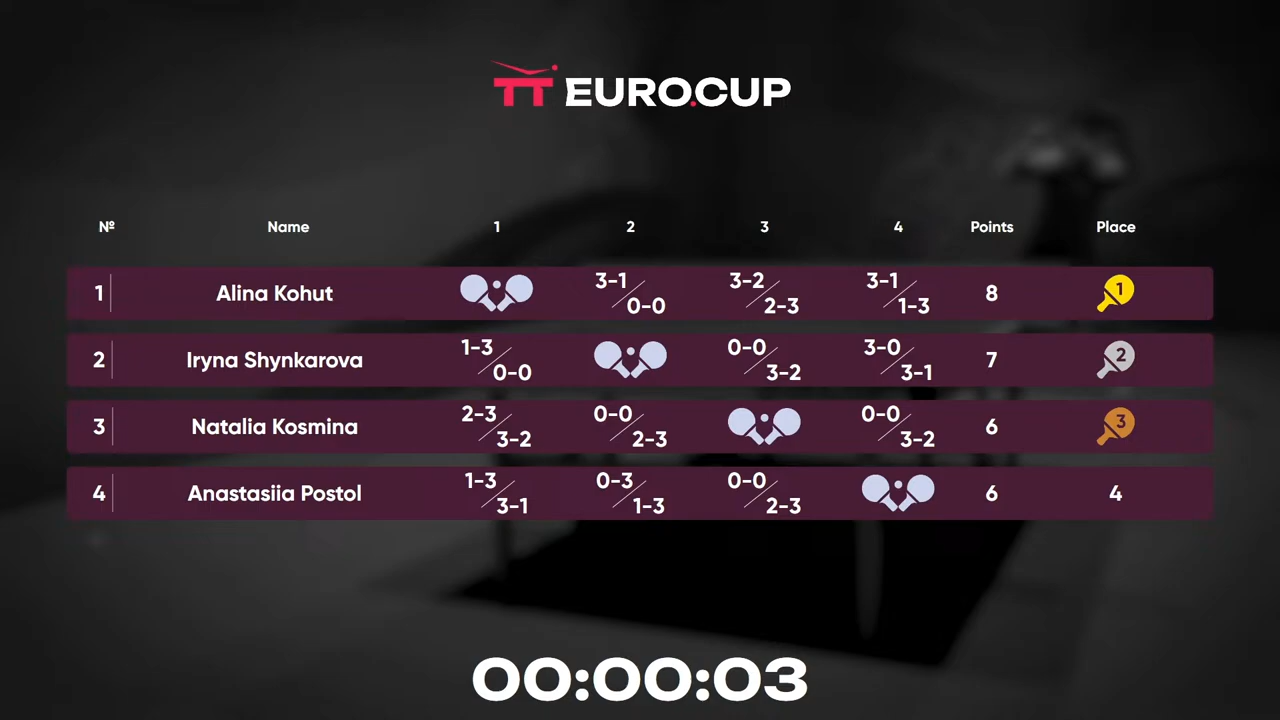 TT EURO.CUP
№ Name 1 2 3 4 Points Place
1 Alina Kohut 3-1 0-0 3-2 2-3 3-1 1-3 8 1
2 Iryna Shynkarova 1-3 0-0 0-0 3-2 3-0 3-1 7 2
3 Natalia Kosmina 2-3 3-2 0-0 2-3 0-0 3-2 6 3
4 Anastasiia Postol 1-3 3-1 0-3 1-3 0-0 2-3 6 4
00:00:03